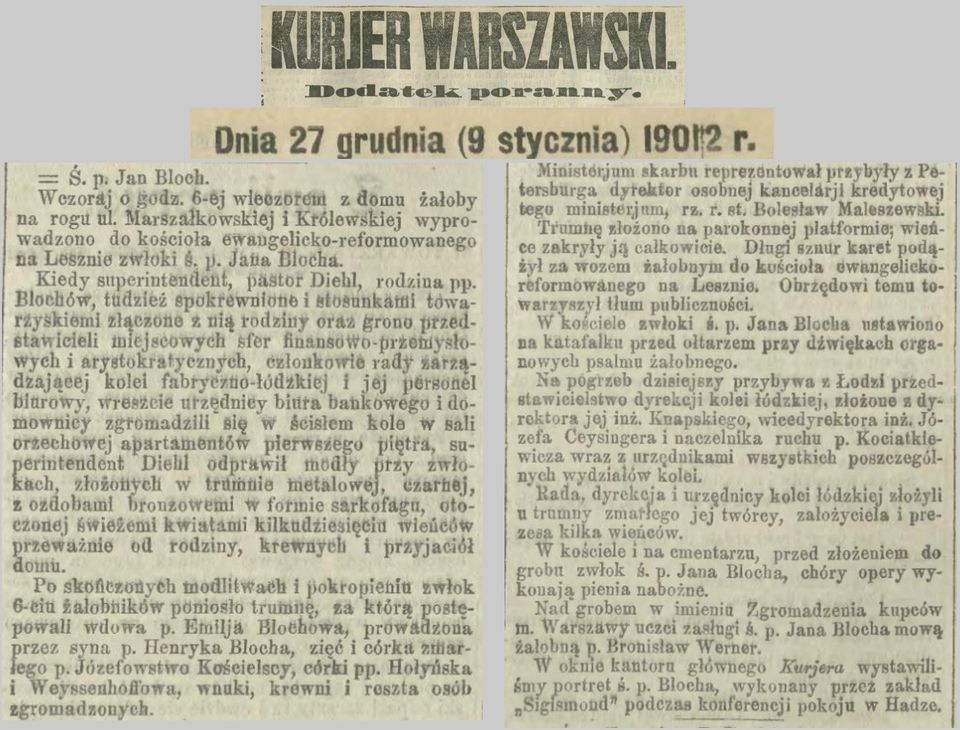 KURJER WARSZAWSKI.
Dodatek poranny.
Dnia 27 grudnia (9 stycznia) 1902 r.
= Ś. p. Jan Bloch.
Wczoraj o godz. 6-ej wieczorem z domu żałoby
na rogu ul. Marszałkowskiej i Królewskiej wypro-
wadzono do kościoła ewangelicko-reformowanego
na Lesznie zwłoki ś. p. Jana Blocha.
Kiedy superintendent, pastor Diehl, rodzina pp.
Blochów, tudzież spokrewnione i stosunkami towa-
rzyskiemi złączone z nią rodziny oraz grono przed-
stawicieli miejscowych sfer finansowo-przemysło-
wych i arystokratycznych, członkowie rady zarzą-
dzającej kolei fabryczno-łódzkiej i jej personel
biurowy, wreszcie urzędnicy biura bankowego i do-
mownicy zgromadzili się w ścisłem kole w sali
orzechowej apartamentów pierwszego piętra, su-
perintendent Diehl odprawił modły przy zwło-
kach, złożonych w trumnie metalowej, czarnej,
z ozdobami bronzowemi w formie sarkofagu, oto-
czonej świeżemi kwiatami kilkudziesięciu wieńców
przeważnie od rodziny, krewnych i przyjaciół
domu.
Po skończonych modlitwach i pokropieniu zwłok
6-ciu żałobników poniosło trumnę, za którą postę-
powali wdowa p. Emilja Blochowa, prowadzona
przez syna p. Henryka Blocha, zięć i córka zmar-
łego p. Józefowstwo Kościelscy, córki pp. Hołyńska
i Weyssenhoffowa, wnuki, krewni i reszta osób
zgromadzonych.
Ministerjum skarbu reprezentował przybyły z Pe-
tersburga dyrektor osobnej kancelarji kredytowej
tego ministerjum, rz. r. st. Bolesław Maleszewski.
Trumnę złożono na parokonnej platformie; wień-
ce zakryły ją całkowicie. Długi sznur karet podą-
żył za wozem żałobnym do kościoła ewangelicko-
reformowanego na Lesznie. Obrzędowi temu to-
warzyszył tłum publiczności.
W kościele zwłoki ś. p. Jana Blocha ustawiono
na katafalku przed ołtarzem przy dźwiękach orga-
nowych psalmu żałobnego.
Na pogrzeb dzisiejszy przybywa z Łodzi przed-
stawicielstwo dyrekcji kolei łódzkiej, złożone z dy-
rektora jej inż. Knapskiego, wicedyrektora inż. Jó-
zefa Ceysingera i naczelnika ruchu p. Kociatkie-
wicza wraz z urzędnikami wszystkich poszczegól-
nych wydziałów kolei.
Rada, dyrekcja i urzędnicy kolei łódzkiej złożyli
u trumny zmarłego jej twórcy, założyciela i pre-
zesa kilka wieńców.
W kościele i na cmentarzu, przed złożeniem do
grobu zwłok ś. p. Jana Blocha, chóry opery wy-
konają pienia nabożne.
Nad grobem w imieniu Zgromadzenia kupców
m. Warszawy uczci zasługi ś. p. Jana Blocha mową
żałobną p. Bronisław Werner.
W oknie kantoru głównego Kurjera wystawili-
śmy portret ś. p. Blocha, wykonany przez zakład
„Sigismond" podczas konferencji pokoju w Hadze.